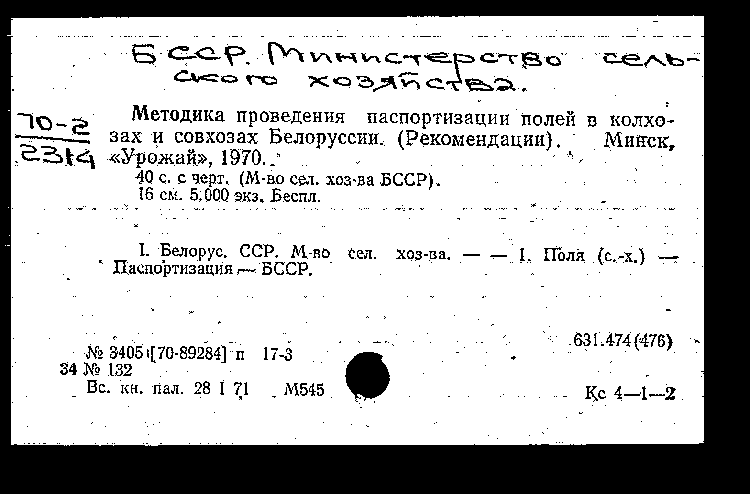 БССР. Министерство сель-
ского хозяйства.
70-2
2314
Методика проведения паспортизации полей в колхо-
зах и совхозах Белоруссии. (Рекомендации). Минск,
«Урожай», 1970.
40 с. с черт. (М-во сел. хоз-ва БССР).
16 см. 5.000 экз. Беспл.
I. Белорус. ССР. М-во сел. хоз-ва. — — 1. Поля (с.-х.) —
Паспортизация — БССР.
631.474(476)
№ 3405 [70-89284] п 17-3
34 № 132
Вс. кн. пал. 28 I 71 М545 Кс 4—1—2